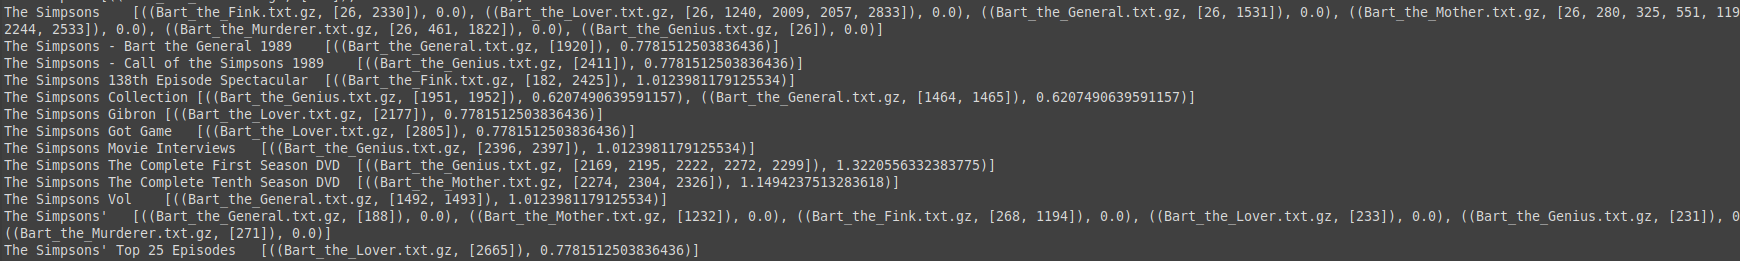 The Simpsons    [((Bart_the_Fink.txt.gz, [26, 2330]), 0.0), ((Bart_the_Lover.txt.gz, [26, 1240, 2009, 2057, 2833]), 0.0), ((Bart_the_General.txt.gz, [26, 1531]), 0.0), ((Bart_the_Mother.txt.gz, [26, 280, 325, 551, 119
2244, 2533]), 0.0), ((Bart_the_Murderer.txt.gz, [26, 461, 1822]), 0.0), ((Bart_the_Genius.txt.gz, [26]), 0.0)]
The Simpsons - Bart the General 1989    [((Bart_the_General.txt.gz, [1920]), 0.7781512503836436)]
The Simpsons - Call of the Simpsons 1989    [((Bart_the_Genius.txt.gz, [2411]), 0.7781512503836436)]
The Simpsons 138th Episode Spectacular  [((Bart_the_Fink.txt.gz, [182, 2425]), 1.0123981179125534)]
The Simpsons Collection [((Bart_the_Genius.txt.gz, [1951, 1952]), 0.6207490639591157), ((Bart_the_General.txt.gz, [1464, 1465]), 0.6207490639591157)]
The Simpsons Gibron [((Bart_the_Lover.txt.gz, [2177]), 0.7781512503836436)]
The Simpsons Got Game   [((Bart_the_Lover.txt.gz, [2805]), 0.7781512503836436)]
The Simpsons Movie Interviews   [((Bart_the_Genius.txt.gz, [2396, 2397]), 1.0123981179125534)]
The Simpsons The Complete First Season DVD  [((Bart_the_Genius.txt.gz, [2169, 2195, 2222, 2272, 2299]), 1.3220556332383775)]
The Simpsons The Complete Tenth Season DVD  [((Bart_the_Mother.txt.gz, [2274, 2304, 2326]), 1.1494237513283618)]
The Simpsons Vol    [((Bart_the_General.txt.gz, [1492, 1493]), 1.0123981179125534)]
The Simpsons'   [((Bart_the_General.txt.gz, [188]), 0.0), ((Bart_the_Mother.txt.gz, [1232]), 0.0), ((Bart_the_Fink.txt.gz, [268, 1194]), 0.0), ((Bart_the_Lover.txt.gz, [233]), 0.0), ((Bart_the_Genius.txt.gz, [231]), 0
((Bart_the_Murderer.txt.gz, [271]), 0.0)]
The Simpsons' Top 25 Episodes   [((Bart_the_Lover.txt.gz, [2665]), 0.7781512503836436)]